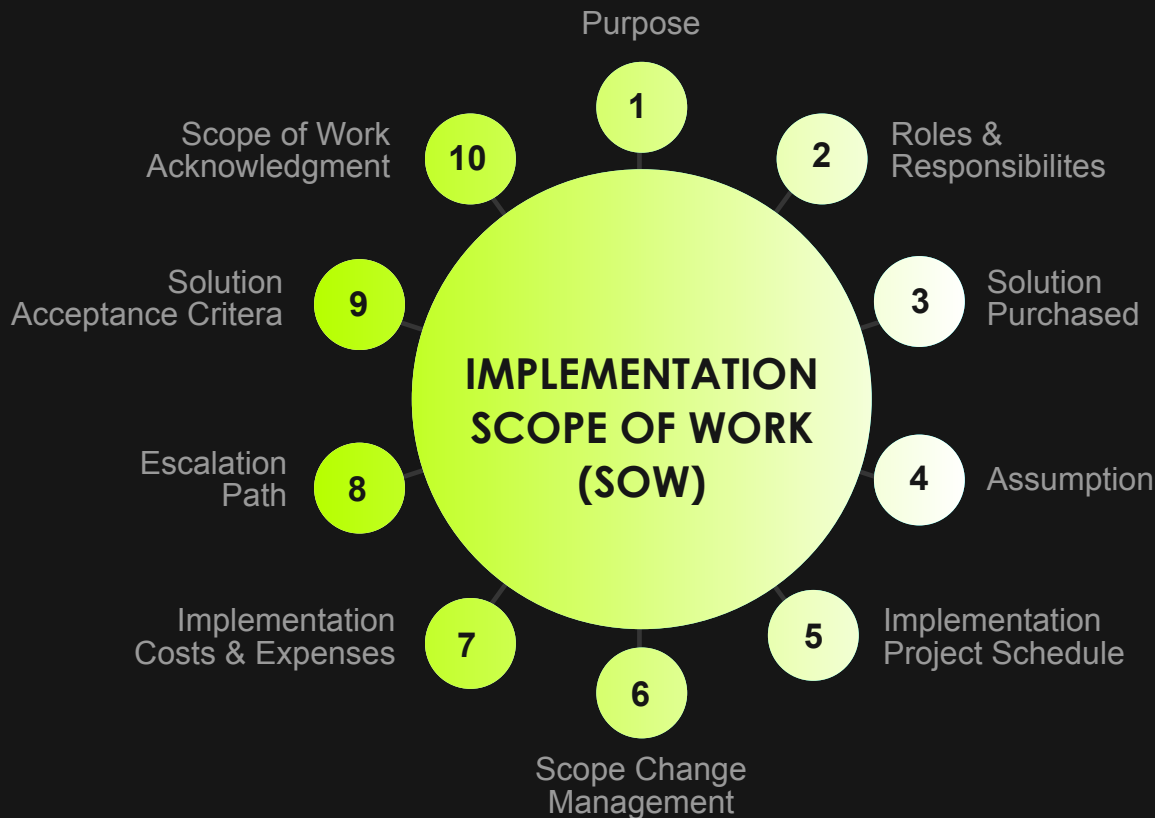 Purpose
1
2
Roles &
Responsibilites
3
Solution
Purchased
4
Assumption
5
Implementation
Project Schedule
6
Scope Change
Management
7
Implementation
Costs & Expenses
8
Escalation
Path
9
Solution
Acceptance Critera
10
Scope of Work
Acknowledgment
IMPLEMENTATION
SCOPE OF WORK
(SOW)